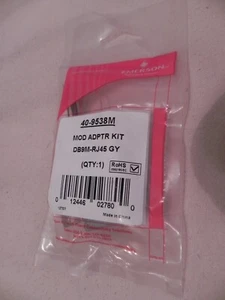 40-9538M
MOD ADPTR KIT
DB9M-RJ45 GY
(QTY:1)
RoHS
0 12446 02780 0